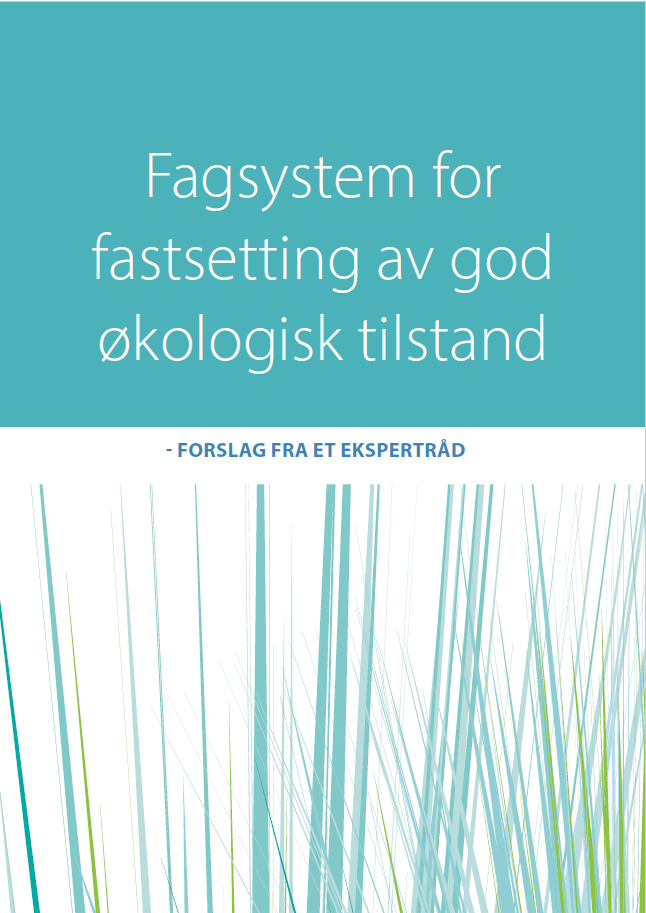 Fagsystem for
fastsetting av god
økologisk tilstand
- FORSLAG FRA ET EKSPERTRÅD